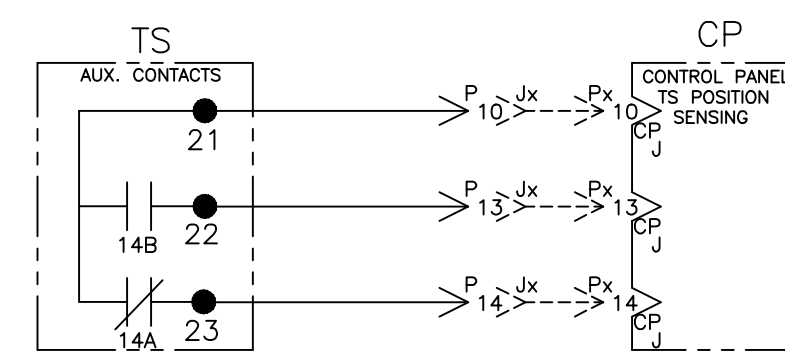 TS
CP
AUX. CONTACTS
CONTROL PANEL
TS POSITION
SENSING
P 10 Jx Px 10
CP
J
21
P 13 Jx Px 13
CP
J
14B
22
P 14 Jx Px 14
CP
J
14A
23